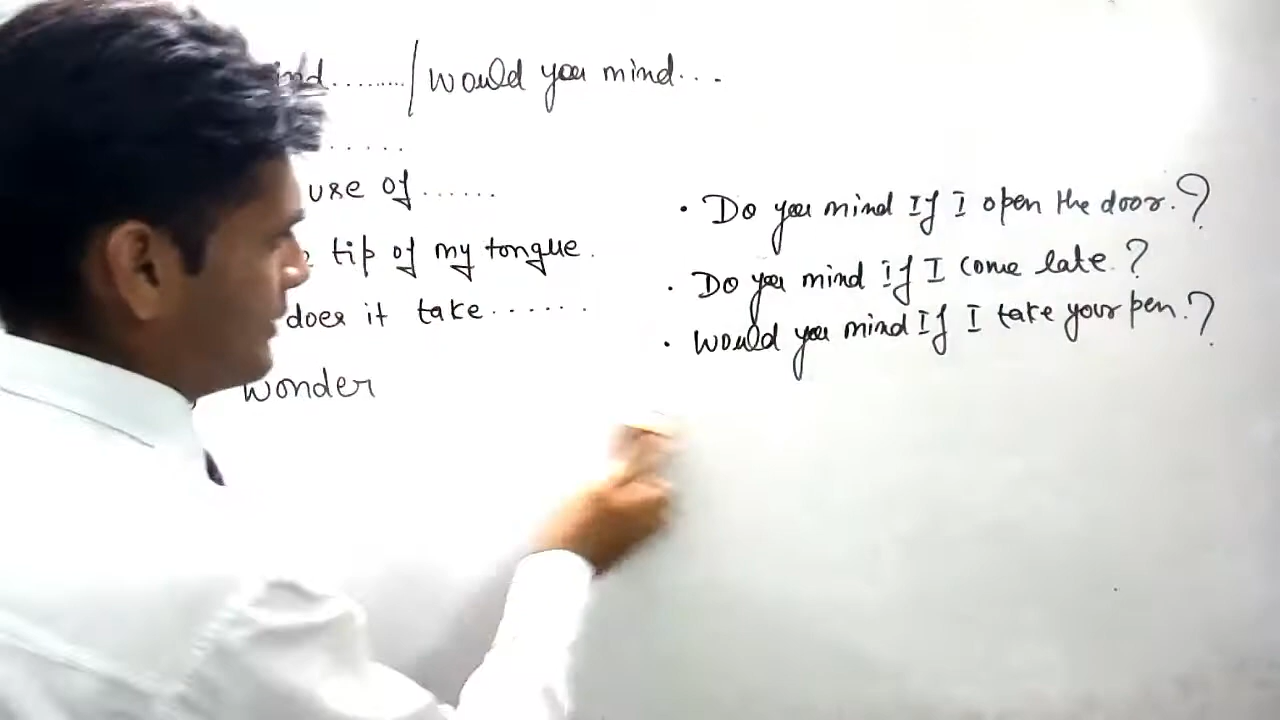 ind......../ would you mind...
.....
use of......
tip of my tongue.
does it take......
wonder
• Do you mind If I open the door.?
• Do you mind if I come late.?
• would you mind If I take your pen.?